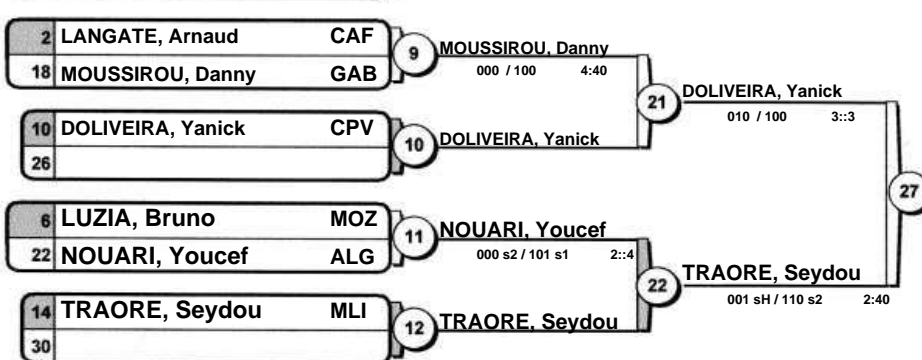 2 LANGATE, Arnaud CAF
18 MOUSSIROU, Danny GAB
9
MOUSSIROU, Danny
000 / 100 4:40
10 DOLIVEIRA, Yanick CPV
26
10
DOLIVEIRA, Yanick
21
DOLIVEIRA, Yanick
010 / 100 3::3
6 LUZIA, Bruno MOZ
22 NOUARI, Youcef ALG
11
NOUARI, Youcef
000 s2 / 101 s1 2::4
14 TRAORE, Seydou MLI
30
12
TRAORE, Seydou
22
TRAORE, Seydou
001 sH / 110 s2 2:40
27